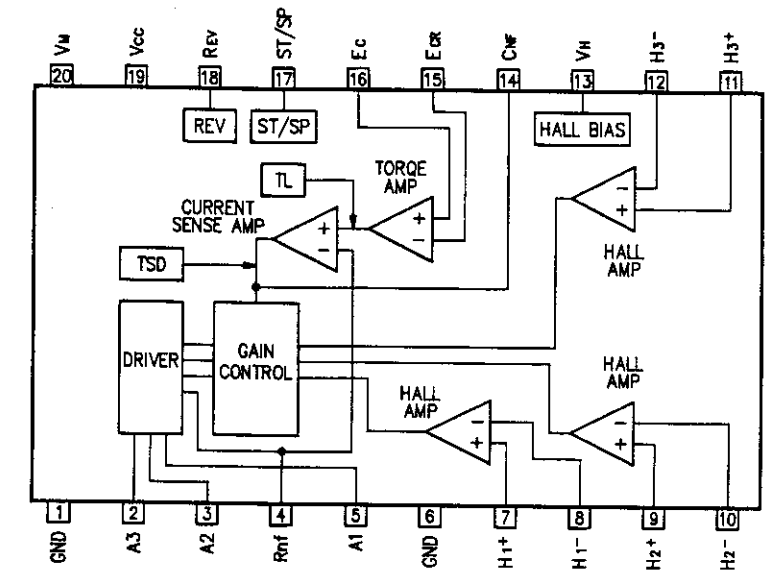 VM VCC REV ST/SP EC ECR CNF VH H3- H3+
20 19 18 17 16 15 14 13 12 11
REV ST/SP HALL BIAS
TL
TORQE
AMP
CURRENT
SENSE AMP
+
-
+
-
-
+
HALL
AMP
TSD
DRIVER
GAIN
CONTROL
HALL
AMP
-
+
HALL
AMP
-
+
1 2 3 4 5 6 7 8 9 10
GND A3 A2 Rnf A1 GND H1+ H1- H2+ H2-